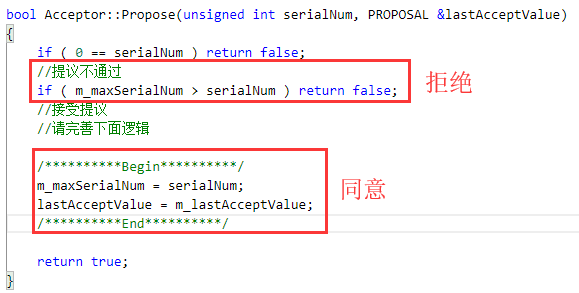 bool Acceptor::Propose(unsigned int serialNum, PROPOSAL &lastAcceptValue)
{
if ( 0 == serialNum ) return false;
//提议不通过
if ( m_maxSerialNum > serialNum ) return false;
拒绝
//接受提议
//请完善下面逻辑
/**********Begin**********/
m_maxSerialNum = serialNum;
同意
lastAcceptValue = m_lastAcceptValue;
/**********End**********/
return true;
}